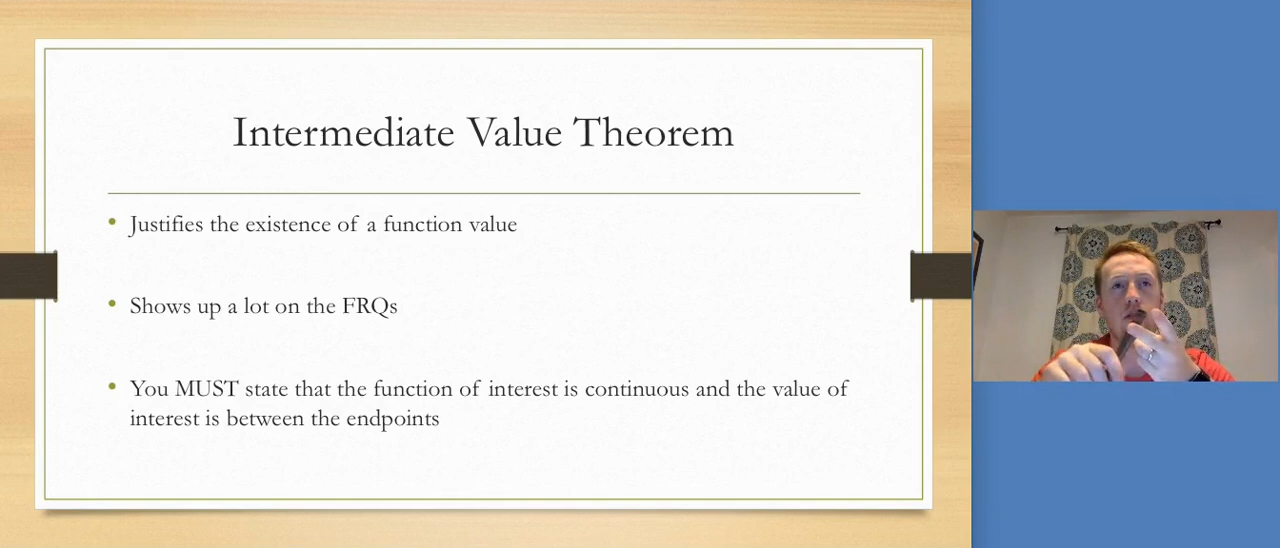 Intermediate Value Theorem
• Justifies the existence of a function value
• Shows up a lot on the FRQs
• You MUST state that the function of interest is continuous and the value of
interest is between the endpoints